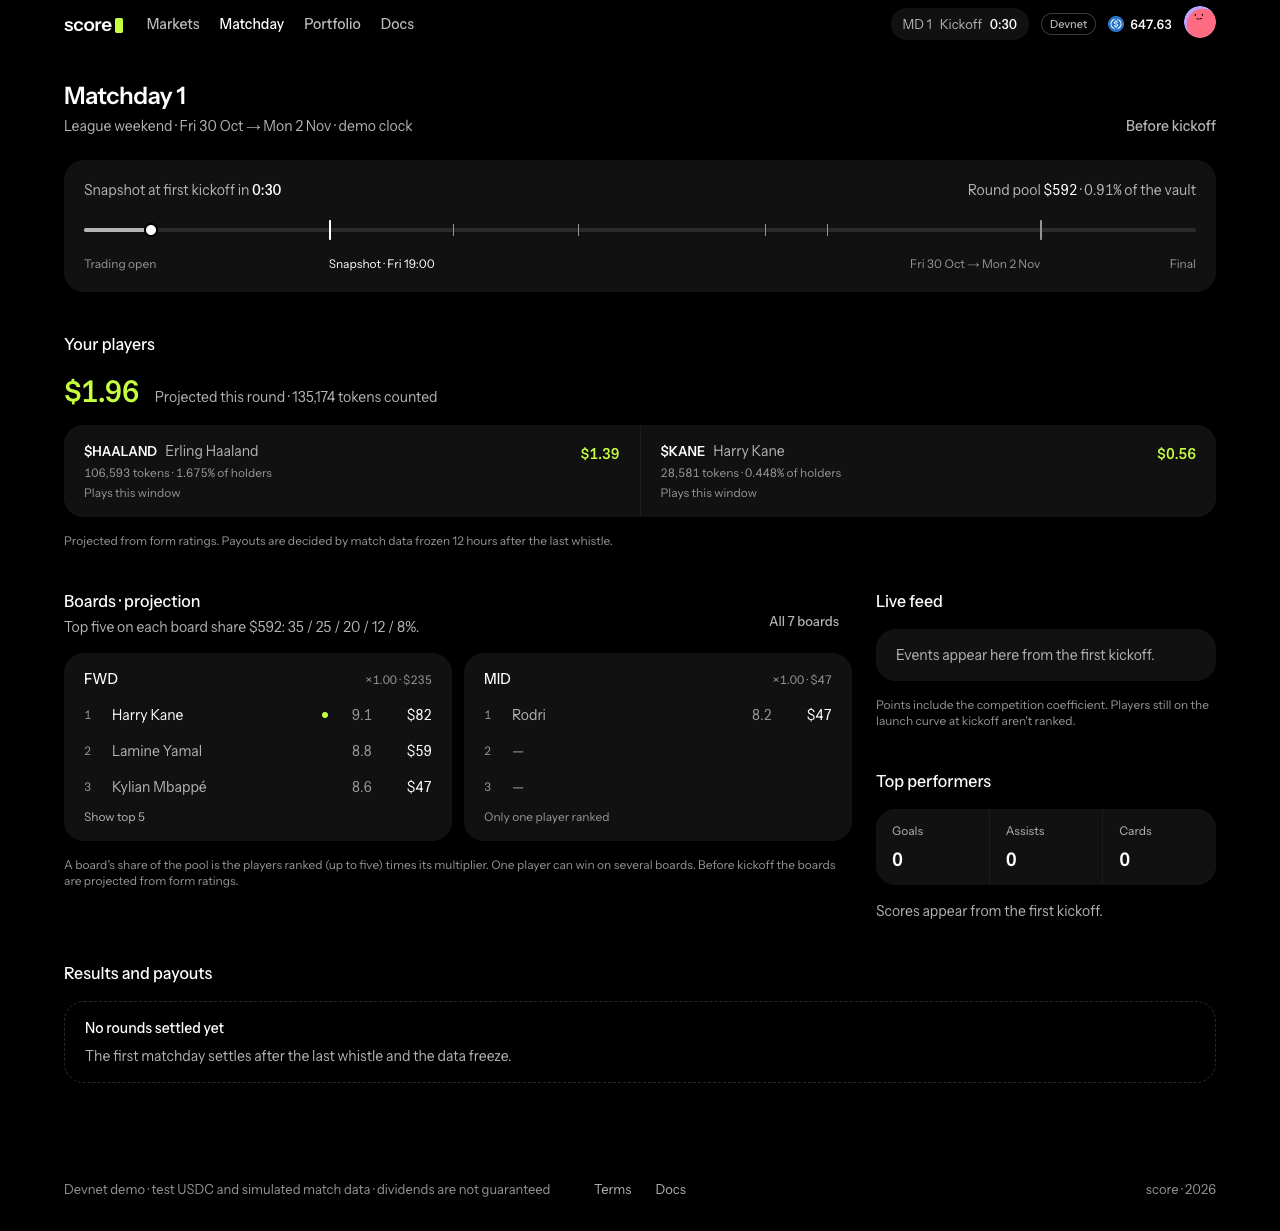 score
Markets Matchday Portfolio Docs
MD 1 Kickoff 0:30
Devnet
647.63
Matchday 1
League weekend · Fri 30 Oct → Mon 2 Nov · demo clock
Before kickoff
Snapshot at first kickoff in 0:30
Round pool $592 · 0.91% of the vault
Trading open
Snapshot · Fri 19:00
Fri 30 Oct → Mon 2 Nov
Final
Your players
$1.96 Projected this round · 135,174 tokens counted
$HAALAND Erling Haaland
$1.39
106,593 tokens · 1.675% of holders
Plays this window
$KANE Harry Kane
$0.56
28,581 tokens · 0.448% of holders
Plays this window
Projected from form ratings. Payouts are decided by match data frozen 12 hours after the last whistle.
Boards · projection
Top five on each board share $592: 35 / 25 / 20 / 12 / 8%.
All 7 boards
FWD ×1.00 · $235
1 Harry Kane 9.1 $82
2 Lamine Yamal 8.8 $59
3 Kylian Mbappé 8.6 $47
Show top 5
MID ×1.00 · $47
1 Rodri 8.2 $47
2 —
3 —
Only one player ranked
A board's share of the pool is the players ranked (up to five) times its multiplier. One player can win on several boards. Before kickoff the boards
are projected from form ratings.
Live feed
Events appear here from the first kickoff.
Points include the competition coefficient. Players still on the
launch curve at kickoff aren't ranked.
Top performers
Goals Assists Cards
0 0 0
Scores appear from the first kickoff.
Results and payouts
No rounds settled yet
The first matchday settles after the last whistle and the data freeze.
Devnet demo · test USDC and simulated match data · dividends are not guaranteed
Terms Docs
score · 2026